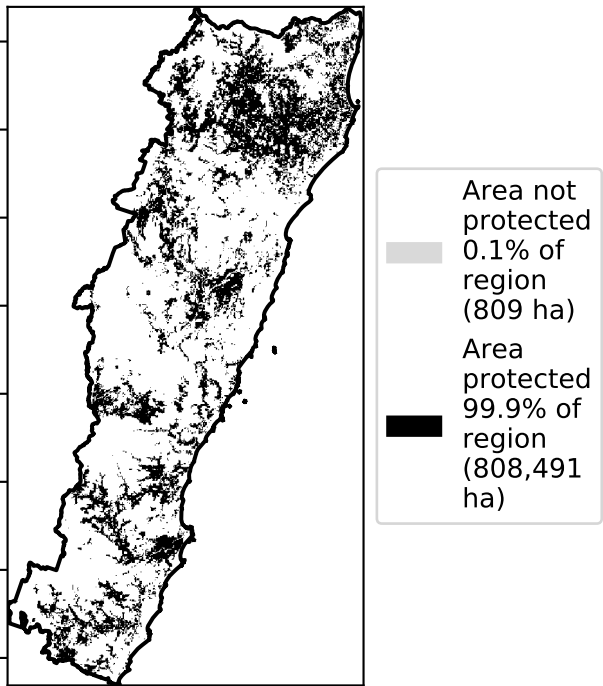 Area not
protected
0.1% of
region
(809 ha)
Area
protected
99.9% of
region
(808,491
ha)